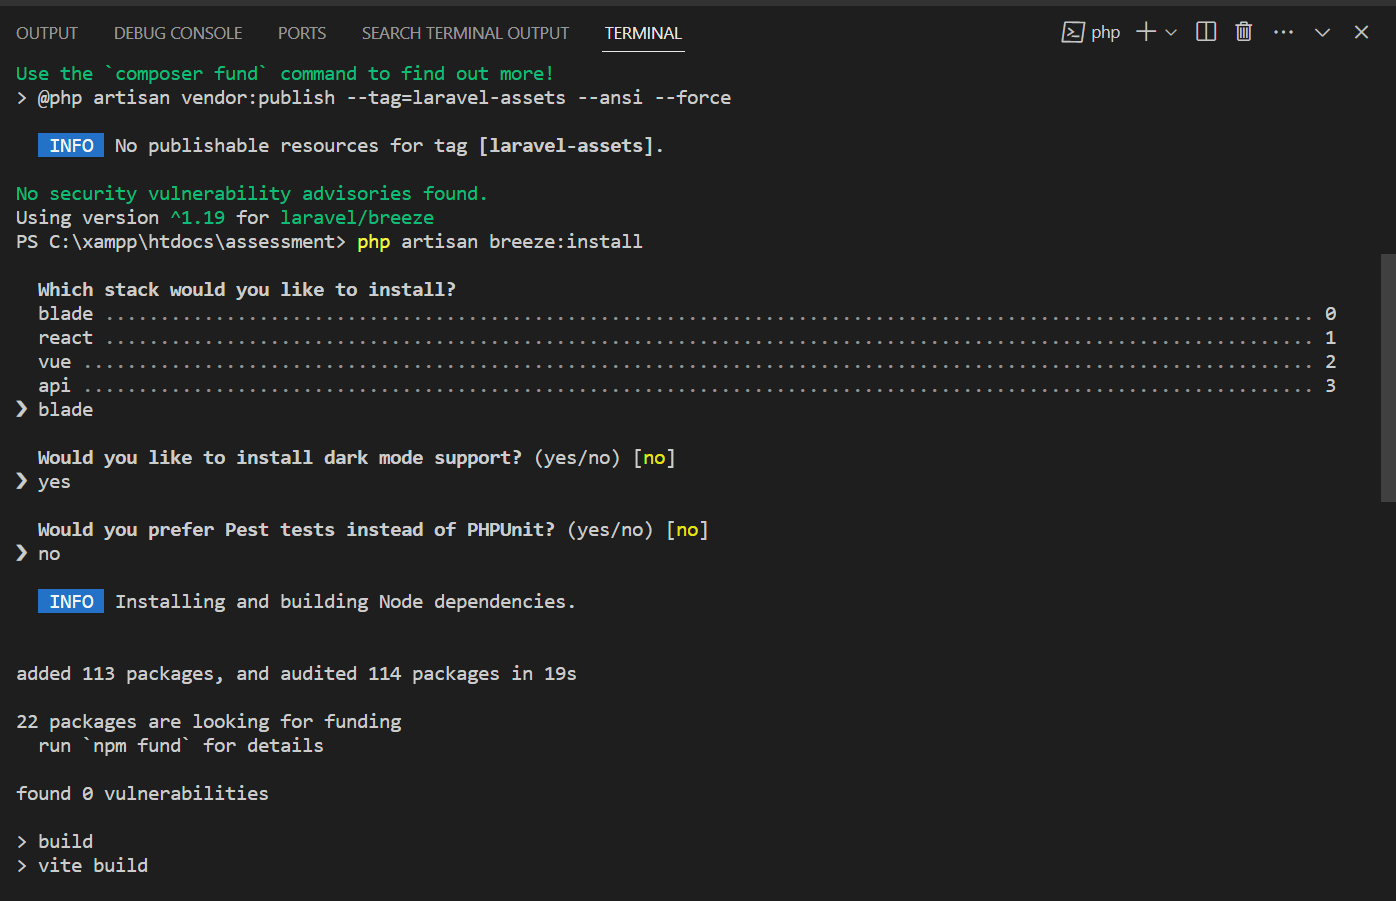 OUTPUT DEBUG CONSOLE PORTS SEARCH TERMINAL OUTPUT TERMINAL php
Use the `composer fund` command to find out more!
> @php artisan vendor:publish --tag=laravel-assets --ansi --force
INFO No publishable resources for tag [laravel-assets].
No security vulnerability advisories found.
Using version ^1.19 for laravel/breeze
PS C:\xampp\htdocs\assessment> php artisan breeze:install
Which stack would you like to install?
blade .............................................................................................................. 0
react .............................................................................................................. 1
vue ................................................................................................................ 2
api ................................................................................................................ 3
❯ blade
Would you like to install dark mode support? (yes/no) [no]
❯ yes
Would you prefer Pest tests instead of PHPUnit? (yes/no) [no]
❯ no
INFO Installing and building Node dependencies.
added 113 packages, and audited 114 packages in 19s
22 packages are looking for funding
run `npm fund` for details
found 0 vulnerabilities
> build
> vite build